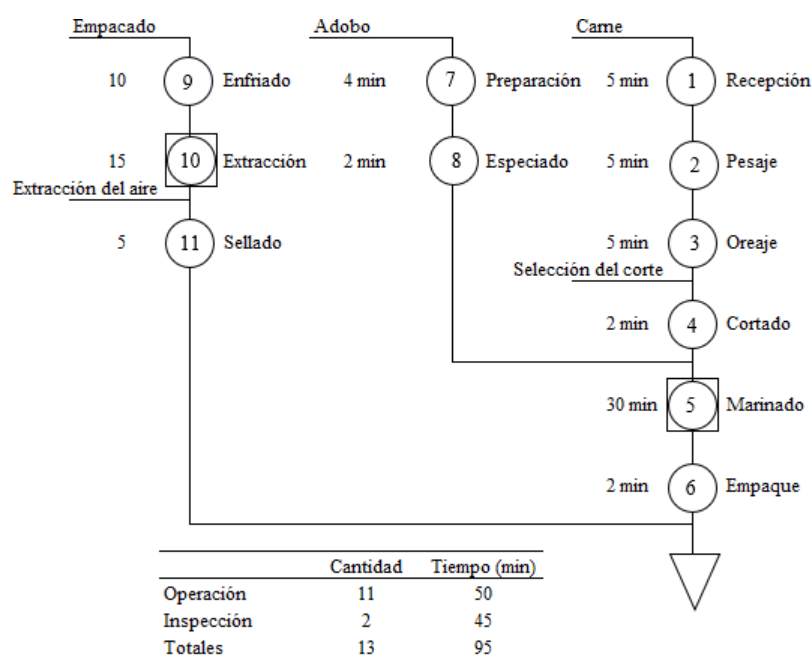 Empacado Adobo Carne
10 9 Enfriado 4 min 7 Preparación 5 min 1 Recepción
15 10 Extracción 2 min 8 Especiado 5 min 2 Pesaje
Extracción del aire
5 11 Sellado 5 min 3 Oreaje
Selección del corte
2 min 4 Cortado
30 min 5 Marinado
2 min 6 Empaque
Cantidad Tiempo (min)
Operación 11 50
Inspección 2 45
Totales 13 95